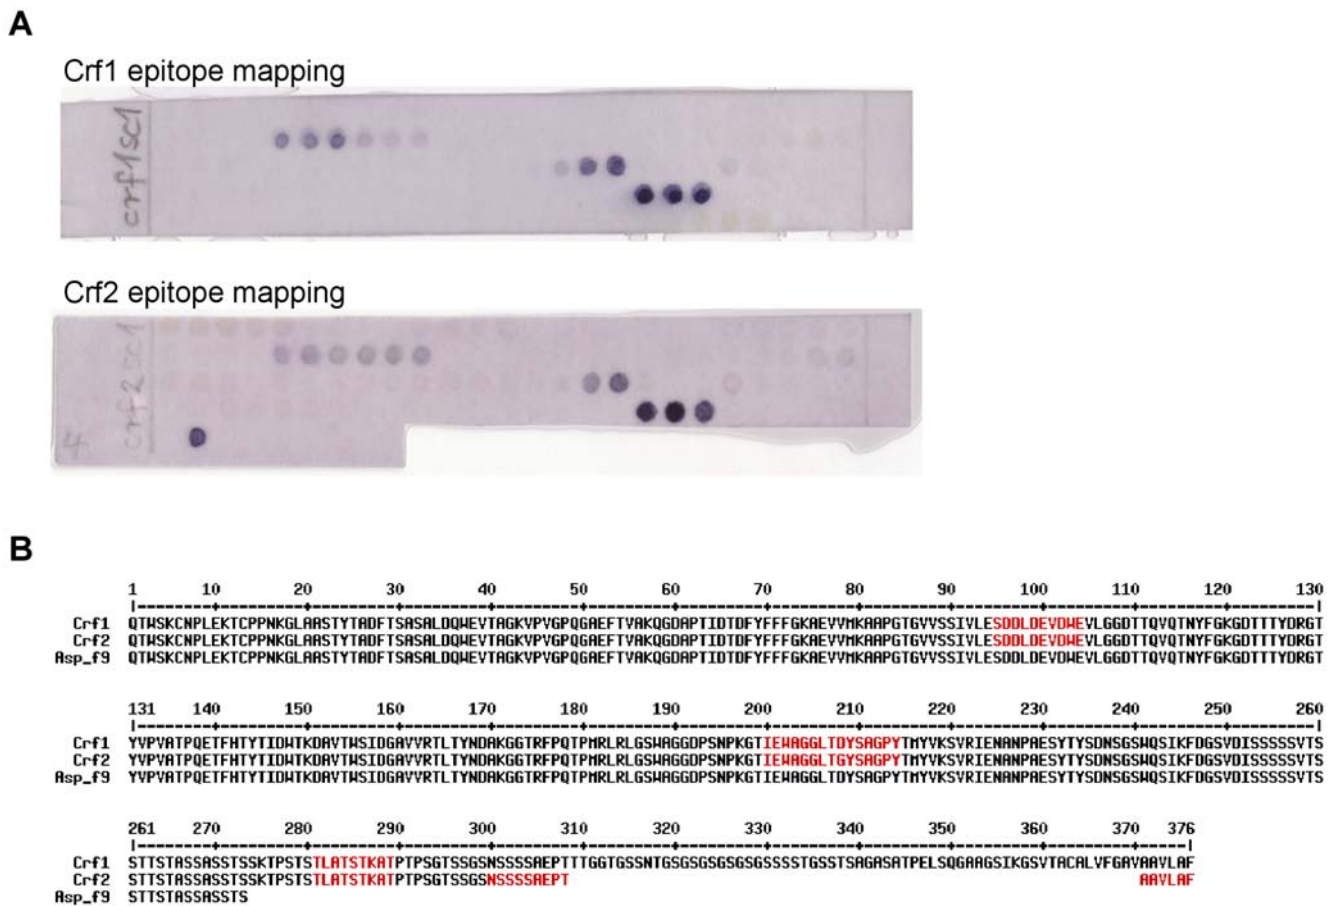 A
Crf1 epitope mapping
crf1sc1
Crf2 epitope mapping
crf2sc1
B
1 10 20 30 40 50 60 70 80 90 100 110 120 130
|--------+---------+---------+---------+---------+---------+---------+---------+---------+---------+---------+---------+---------|
Crf1 QTWSKCNPLEKTCPPNKGLAASTYTADFTSASALDQWEVTAGKVPVGPQGAEFTVAKQGDAPTIDTDFYFFFGKAEVVMKAAPGTGVVSSIVLESDDLDEVDWEVLGGDTTQVQTNYFGKGDTTTYDRGT
Crf2 QTWSKCNPLEKTCPPNKGLAASTYTADFTSASALDQWEVTAGKVPVGPQGAEFTVAKQGDAPTIDTDFYFFFGKAEVVMKAAPGTGVVSSIVLESDDLDEVDWEVLGGDTTQVQTNYFGKGDTTTYDRGT
Asp_f9 QTWSKCNPLEKTCPPNKGLAASTYTADFTSASALDQWEVTAGKVPVGPQGAEFTVAKQGDAPTIDTDFYFFFGKAEVVMKAAPGTGVVSSIVLESDDLDEVDWEVLGGDTTQVQTNYFGKGDTTTYDRGT
131 140 150 160 170 180 190 200 210 220 230 240 250 260
|--------+---------+---------+---------+---------+---------+---------+---------+---------+---------+---------+---------+---------|
Crf1 YVPVATPQETFHTYTIDWTKDAVTWSIDGAVVRTLTYNDAKGGTRFPQTPMRLRLGSWAGGDPSNPKGTIEWAGGLTDYSAGPYTMYVKSVRIENANPAESYTYSDNSGSWQSIKFDGSVDISSSSSVTS
Crf2 YVPVATPQETFHTYTIDWTKDAVTWSIDGAVVRTLTYNDAKGGTRFPQTPMRLRLGSWAGGDPSNPKGTIEWAGGLTGYSAGPYTMYVKSVRIENANPAESYTYSDNSGSWQSIKFDGSVDISSSSSVTS
Asp_f9 YVPVATPQETFHTYTIDWTKDAVTWSIDGAVVRTLTYNDAKGGTRFPQTPMRLRLGSWAGGDPSNPKGTIEWAGGLTDYSAGPYTMYVKSVRIENANPAESYTYSDNSGSWQSIKFDGSVDISSSSSVTS
261 270 280 290 300 310 320 330 340 350 360 370 376
|--------+---------+---------+---------+---------+---------+---------+---------+---------+---------+---------+-----|
Crf1 STTSTASSASSTSSKTPSTSTLATSTKATPTPSGTSSGSNSSSSAEPTTTGGTGSSNTGSGSGSGSGSGSSSSTGSSTSAGASATPELSQGAAGSIKGSVTACALVFGAVAAVLAF
Crf2 STTSTASSASSTSSKTPSTSTLATSTKATPTPSGTSSGSNSSSSAEPT AAVLAF
Asp_f9 STTSTASSASSTS